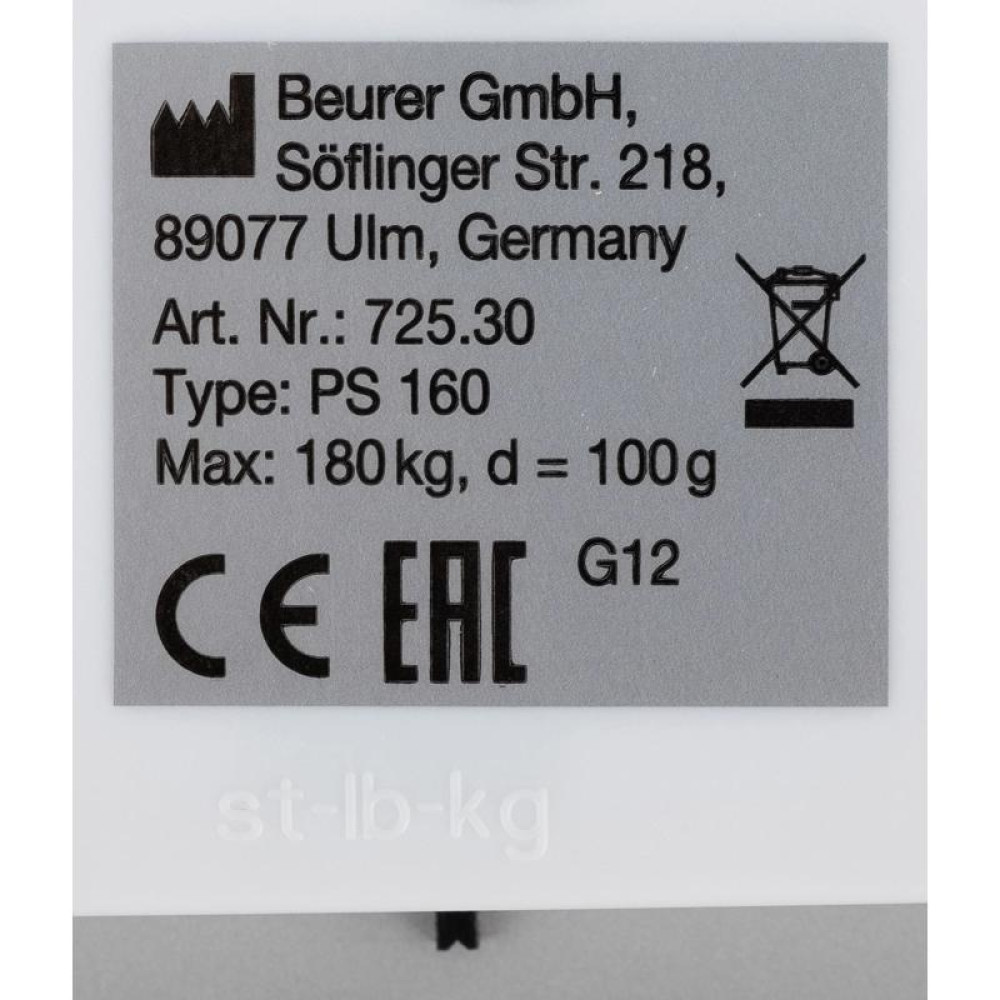 Beurer GmbH,
Söflinger Str. 218,
89077 Ulm, Germany
Art. Nr.: 725.30
Type: PS 160
Max: 180 kg, d = 100 g
CE EAC G12
st-lb-kg